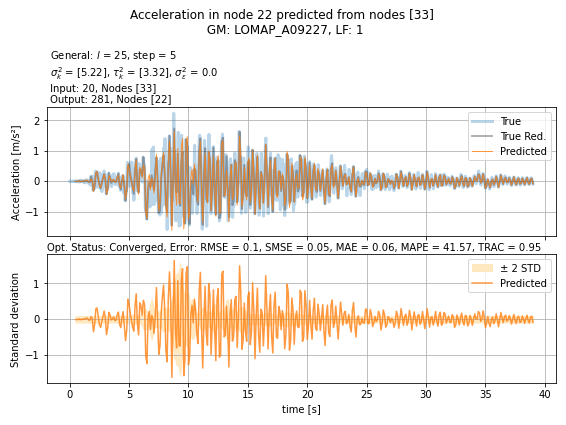 Acceleration in node 22 predicted from nodes [33]
GM: LOMAP_A09227, LF: 1
General: l = 25, step = 5
σ²ₖ = [5.22], τ²ₖ = [3.32], σ²ₑ = 0.0
Input: 20, Nodes [33]
Output: 281, Nodes [22]
Acceleration [m/s²]
2
1
0
−1
True
True Red.
Predicted
Opt. Status: Converged, Error: RMSE = 0.1, SMSE = 0.05, MAE = 0.06, MAPE = 41.57, TRAC = 0.95
Standard deviation
1
0
−1
± 2 STD
Predicted
0 5 10 15 20 25 30 35 40
time [s]